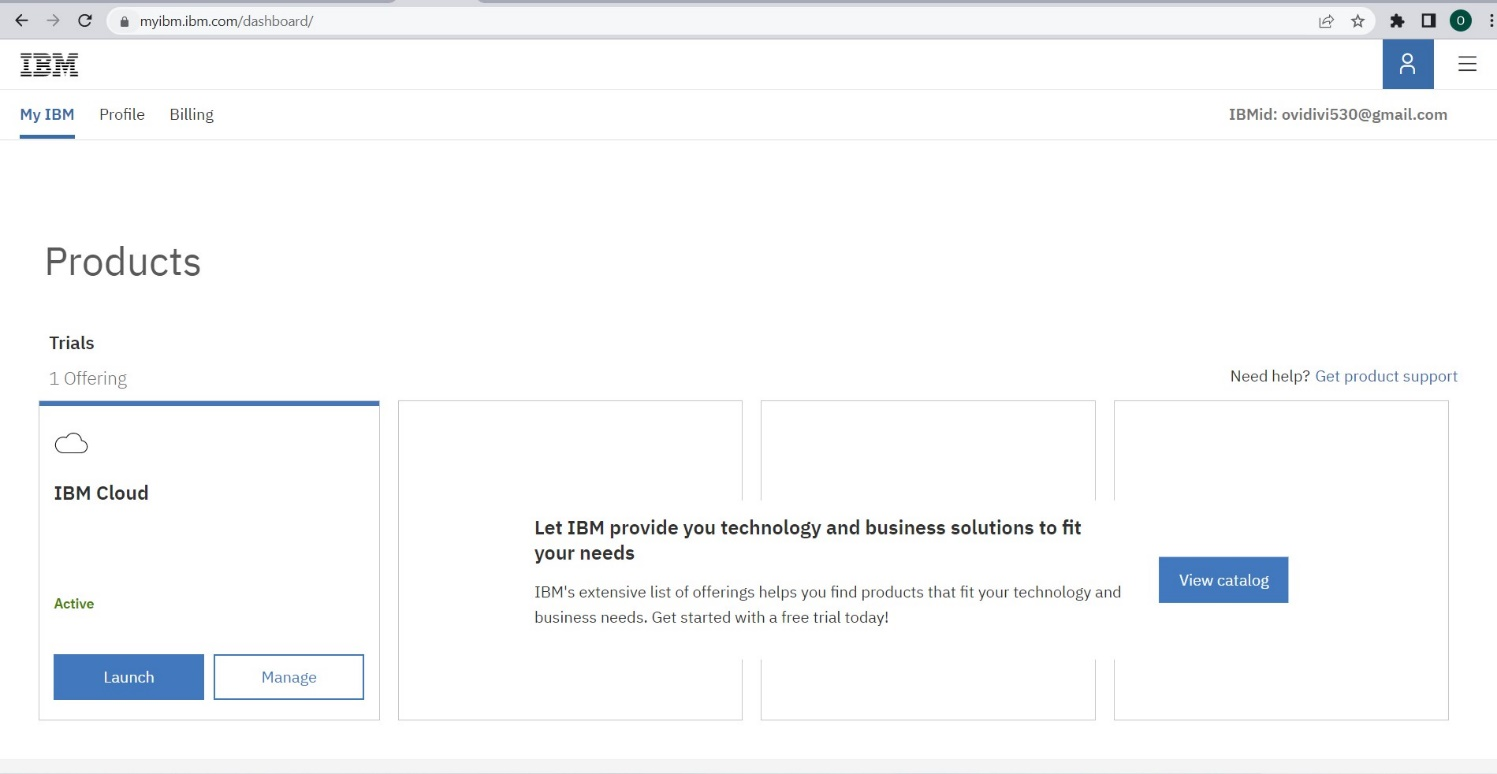 myibm.ibm.com/dashboard/
O
IBM
My IBM Profile Billing
IBMid: ovidivi530@gmail.com
Products
Trials
1 Offering
Need help? Get product support
IBM Cloud
Active
Launch Manage
Let IBM provide you technology and business solutions to fit
your needs
IBM's extensive list of offerings helps you find products that fit your technology and
business needs. Get started with a free trial today!
View catalog